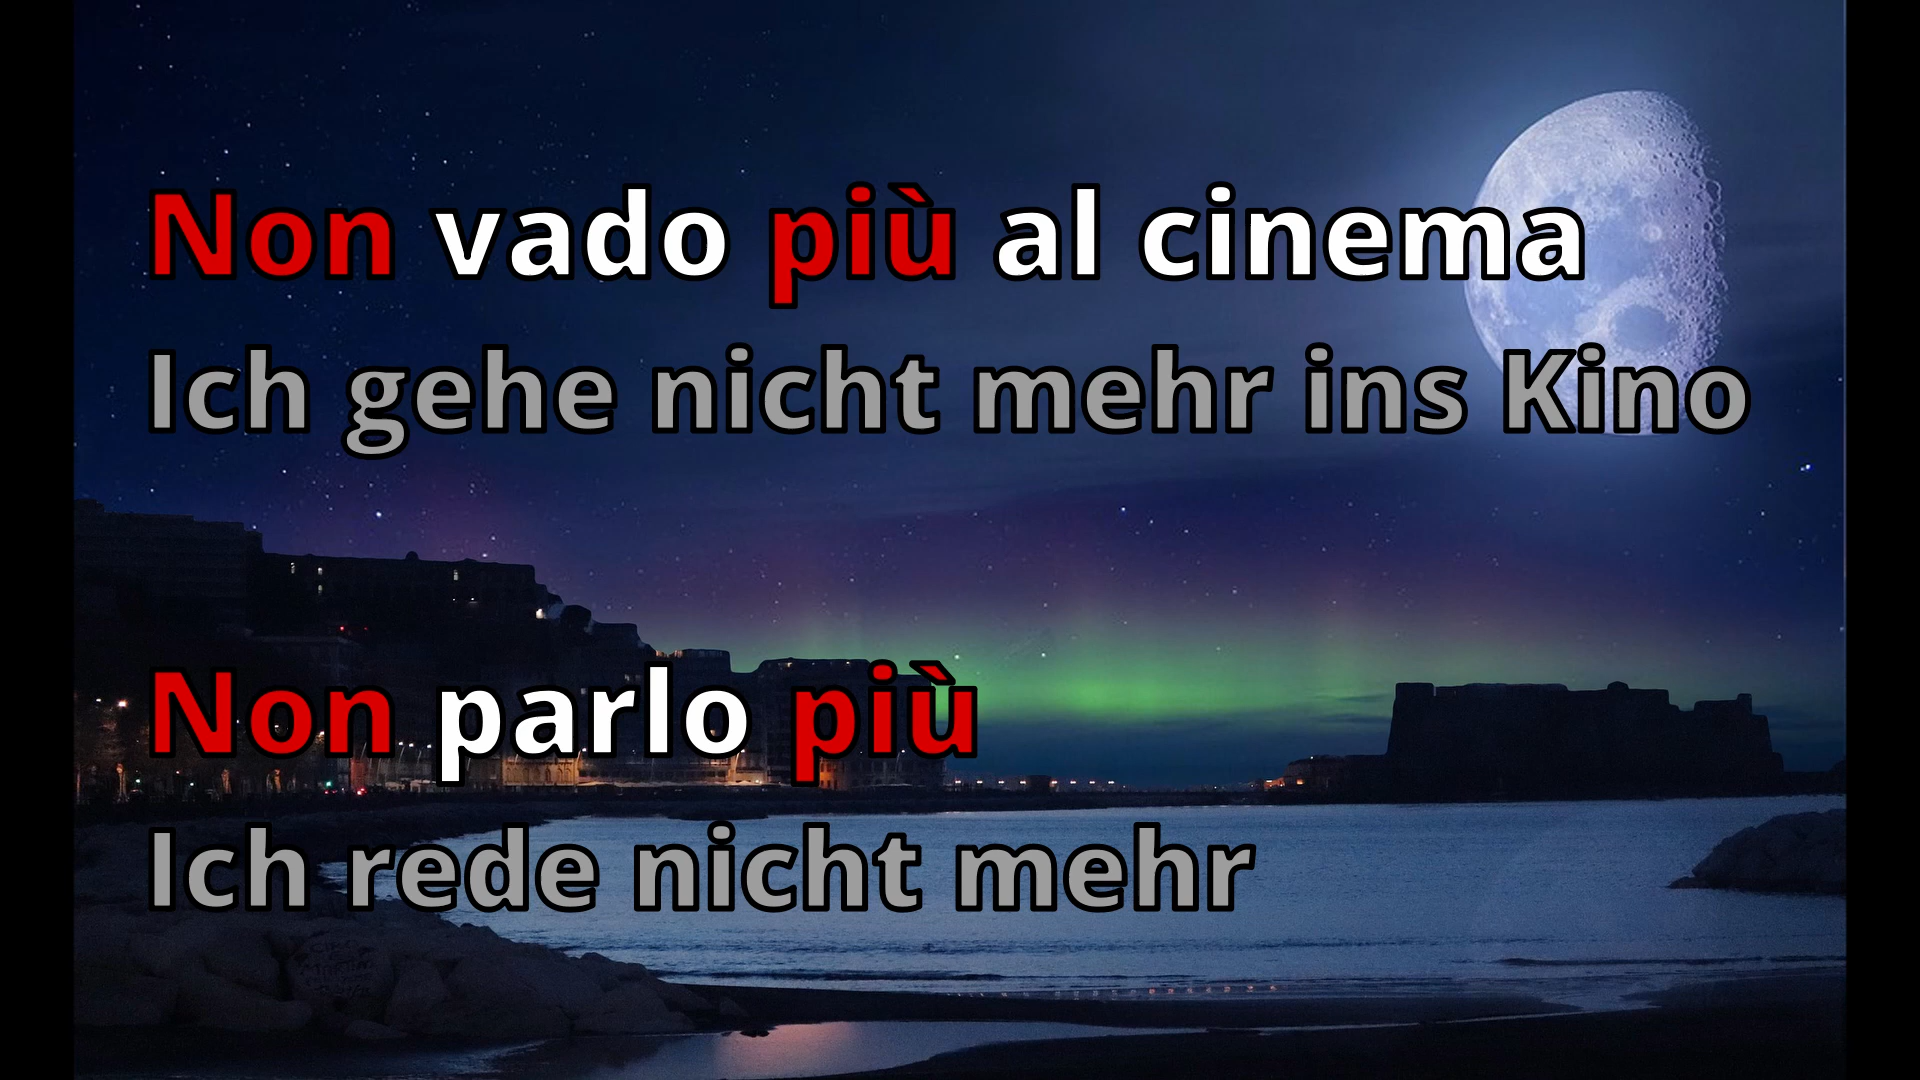 Non vado più al cinema
Ich gehe nicht mehr ins Kino
Non parlo più
Ich rede nicht mehr